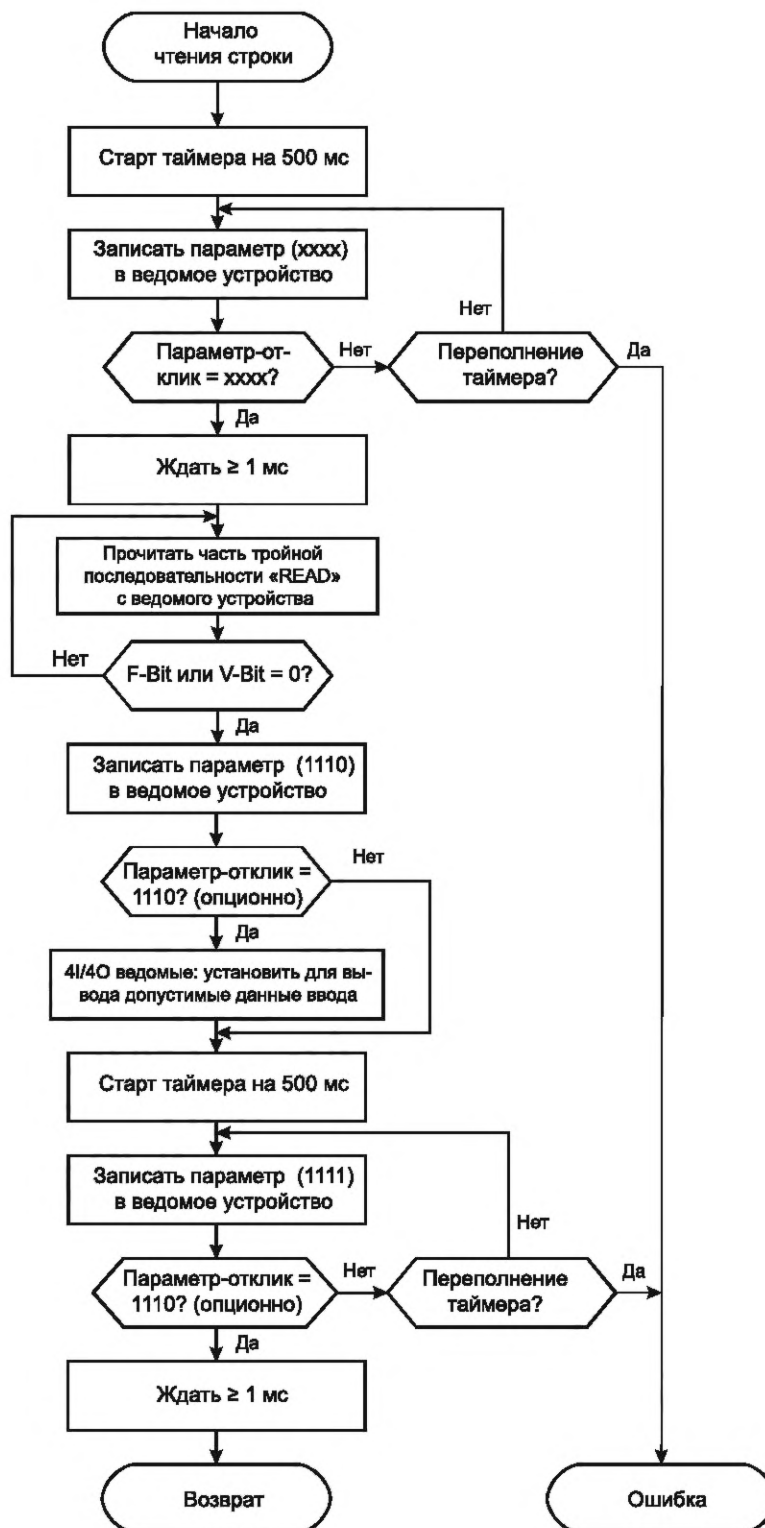 Начало
чтения строки
Старт таймера на 500 мс
Записать параметр (xxxx)
в ведомое устройство
Нет
Параметр-от-
клик = xxxx?
Нет
Переполнение
таймера?
Да
Да
Ждать ≥ 1 мс
Прочитать часть тройной
последовательности «READ»
с ведомого устройства
Нет
F-Bit или V-Bit = 0?
Да
Записать параметр (1110)
в ведомое устройство
Параметр-отклик =
1110? (опционно)
Нет
Да
4I/4O ведомые: установить для вы-
вода допустимые данные ввода
Старт таймера на 500 мс
Записать параметр (1111)
в ведомое устройство
Нет
Параметр-отклик =
1110? (опционно)
Нет
Переполнение
таймера?
Да
Да
Ждать ≥ 1 мс
Возврат
Ошибка